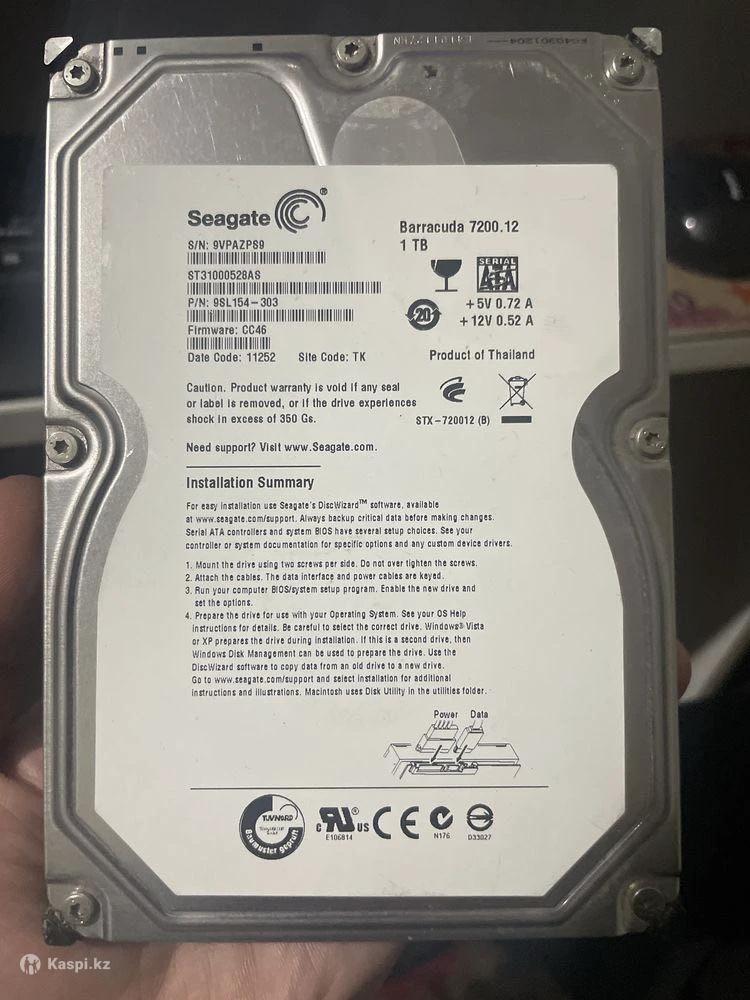 Seagate
®
Barracuda 7200.12
1 TB
S/N: 9VPAZPS9
ST31000528AS
P/N: 9SL154-303
Firmware: CC46
Date Code: 11252 Site Code: TK
SERIAL
ATA
20
+5V 0.72 A
+12V 0.52 A
Product of Thailand
Caution. Product warranty is void if any seal
or label is removed, or if the drive experiences
shock in excess of 350 Gs.
STX-720012 (B)
Need support? Visit www.Seagate.com.
Installation Summary
For easy installation use Seagate's DiscWizard™ software, available
at www.seagate.com/support. Always backup critical data before making changes.
Serial ATA controllers and system BIOS have several setup choices. See your
controller or system documentation for specific options and any custom device drivers.
1. Mount the drive using two screws per side. Do not over tighten the screws.
2. Attach the cables. The data interface and power cables are keyed.
3. Run your computer BIOS/system setup program. Enable the new drive and
set the options.
4. Prepare the drive for use with your Operating System. See your OS Help
instructions for details. Be careful to select the correct drive. Windows® Vista
or XP prepares the drive during installation. If this is a second drive, then
Windows Disk Management can be used to prepare the drive. Use the
DiscWizard software to copy data from an old drive to a new drive.
Go to www.seagate.com/support and select installation for additional
instructions and illustrations. Macintosh uses Disk Utility in the utilities folder.
Power Data
TUVNORD
Baumuster geprüft
c UR® US
E106814
CE
N176
D33027
Kaspi.kz